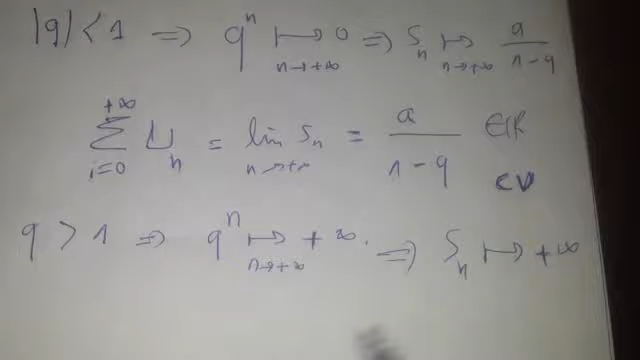 |q| < 1 ⇒ qⁿ ↦ 0 n→+∞ ⇒ Sₙ ↦ n→+∞ a/(1-q)
+∞ ∑ i=0 Uₙ = lim Sₙ n→+∞ = a/(1-q) ∈ ℝ
CV
q > 1 ⇒ qⁿ ↦ +∞. n→+∞ ⇒ Sₙ ↦ +∞